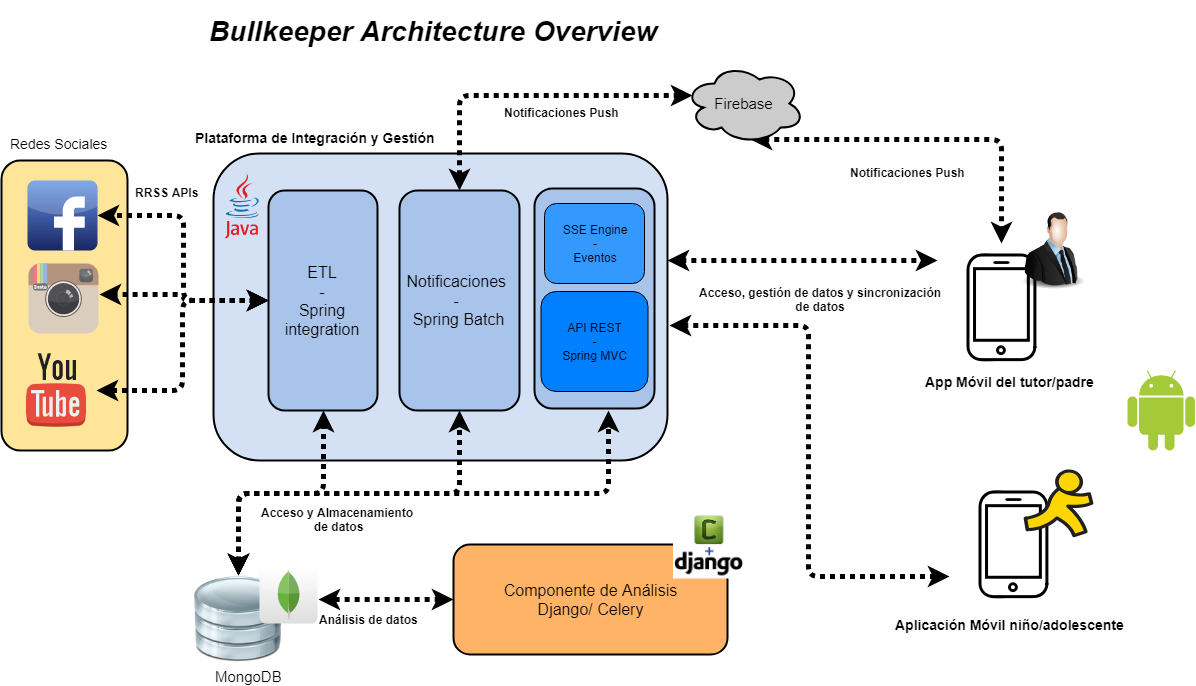 Bullkeeper Architecture Overview
Firebase
Notificaciones Push
Plataforma de Integración y Gestión
Redes Sociales
Notificaciones Push
RRSS APIs
Java
SSE Engine
-
Eventos
ETL
-
Spring
integration
Notificaciones
-
Spring Batch
Insta
Acceso, gestión de datos y sincronización
de datos
API REST
-
Spring MVC
You
Tube
App Móvil del tutor/padre
Acceso y Almacenamiento
de datos
C
+
django
Componente de Análisis
Django/ Celery
Análisis de datos
Aplicación Móvil niño/adolescente
MongoDB